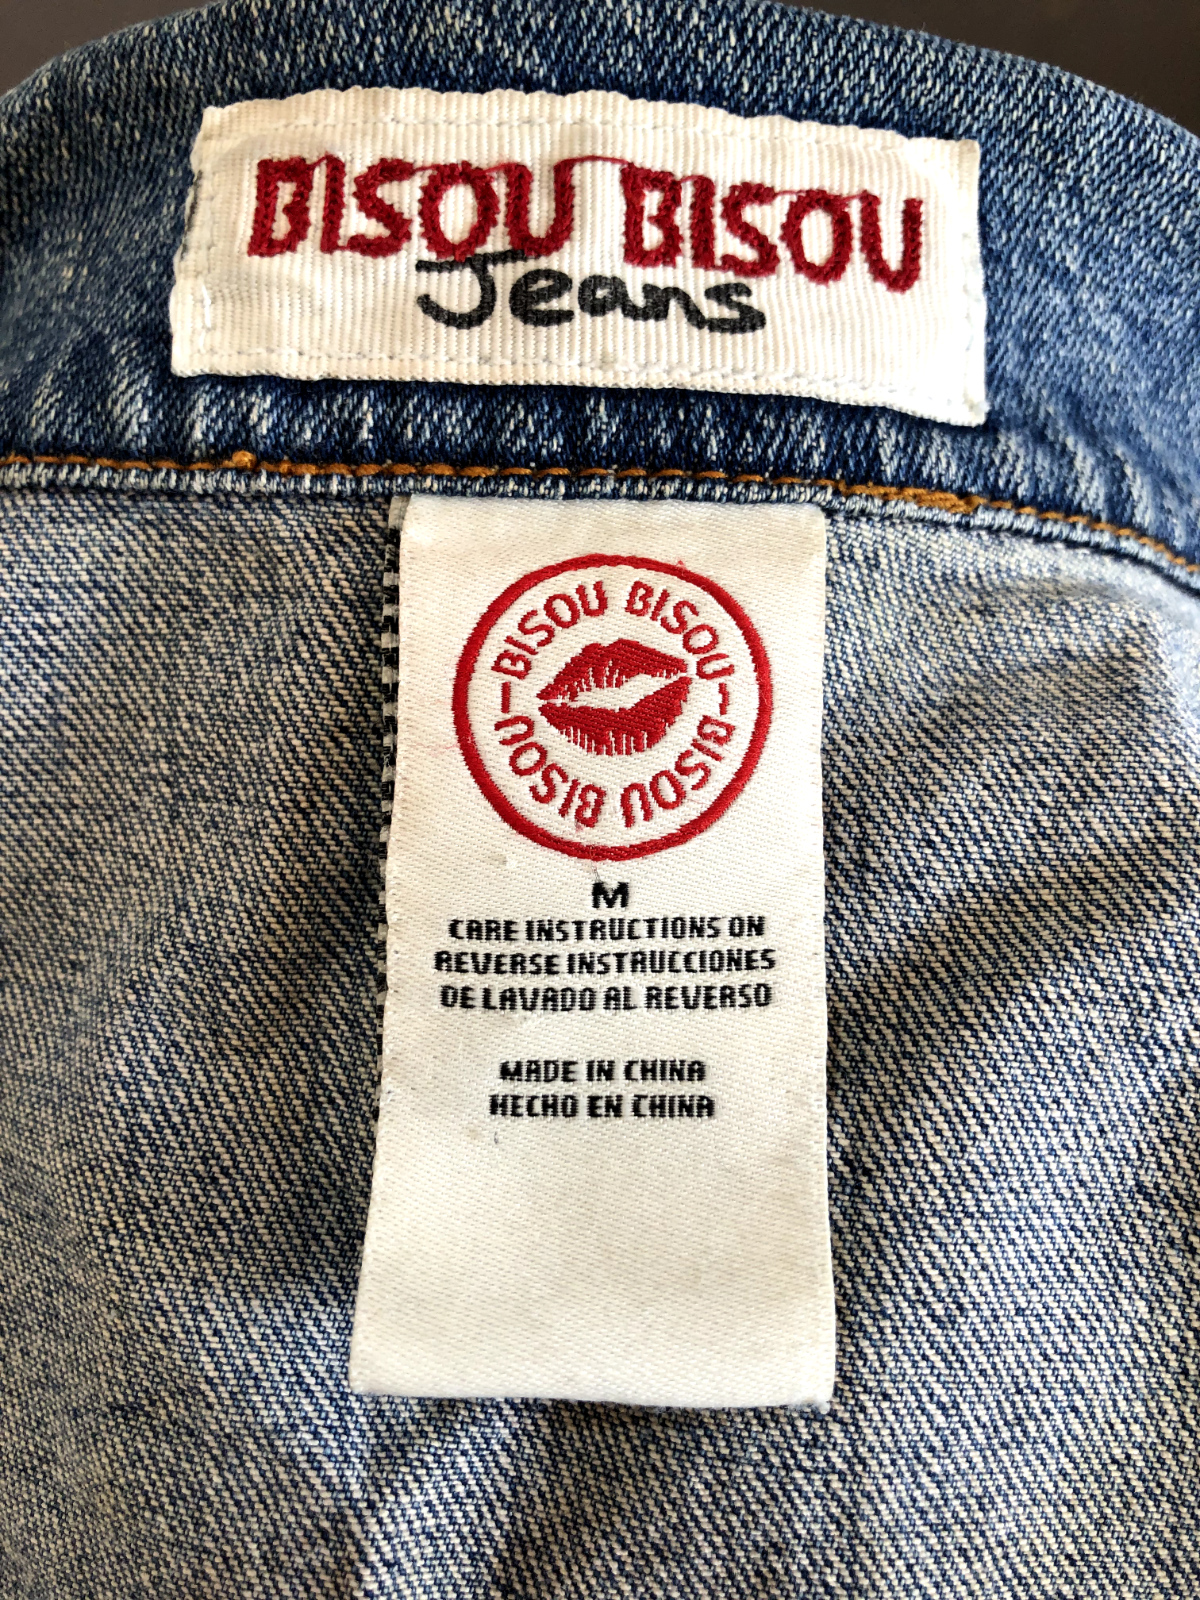 BISOU BISOU
Jeans
BISOU BISOU - BISOU BISOU -
M
CARE INSTRUCTIONS ON
REVERSE INSTRUCCIONES
DE LAVADO AL REVERSO
MADE IN CHINA
HECHO EN CHINA